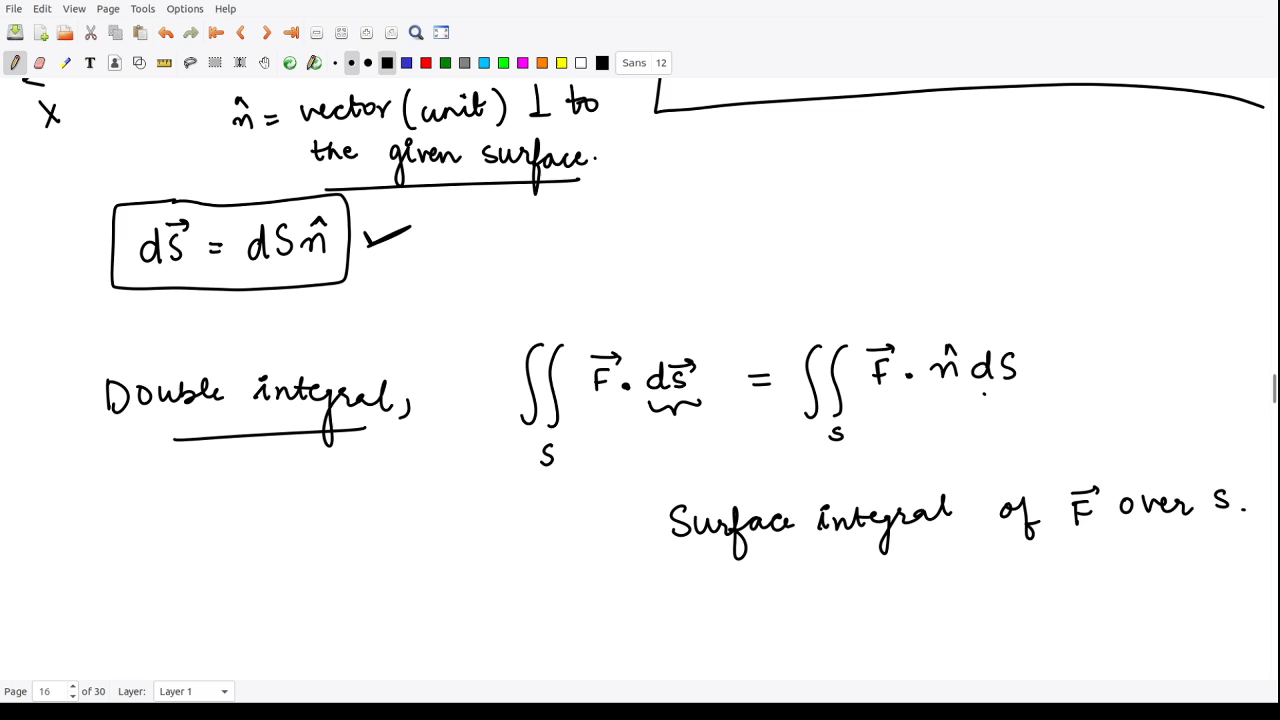 File Edit View Page Tools Options Help
Sans 12
X
n̂ = vector (unit) ⊥ to
the given surface.
dS⃗ = dS n̂ ✓
Double integral, ∬_S F⃗ . dS⃗ = ∬_S F⃗ . n̂ dS
Surface integral of F⃗ over S.
Page 16 of 30 Layer: Layer 1